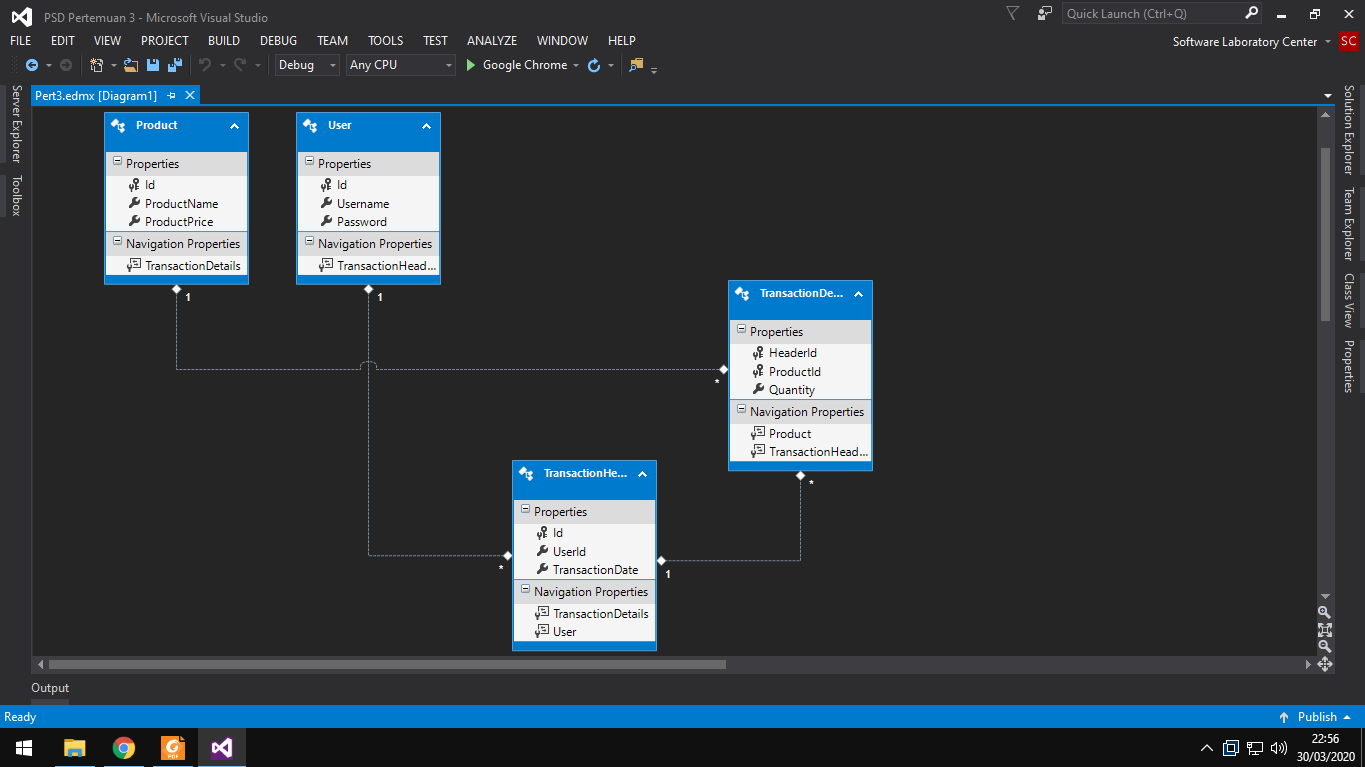 PSD Pertemuan 3 - Microsoft Visual Studio
Quick Launch (Ctrl+Q)
FILE EDIT VIEW PROJECT BUILD DEBUG TEAM TOOLS TEST ANALYZE WINDOW HELP
Software Laboratory Center SC
Debug Any CPU Google Chrome
Pert3.edmx [Diagram1]
Server Explorer
Toolbox
Product
Properties
Id
ProductName
ProductPrice
Navigation Properties
TransactionDetails
1
User
Properties
Id
Username
Password
Navigation Properties
TransactionHead...
1
TransactionDe...
Properties
HeaderId
ProductId
Quantity
Navigation Properties
Product
TransactionHead...
*
*
TransactionHe...
Properties
Id
UserId
TransactionDate
Navigation Properties
TransactionDetails
User
*
1
Solution Explorer
Team Explorer
Class View
Properties
Output
Ready
Publish
PDF
22:56
30/03/2020